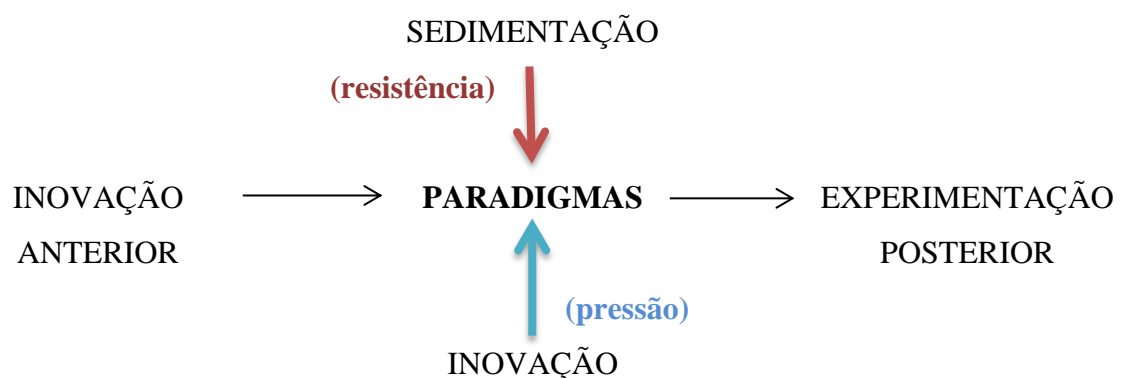 SEDIMENTAÇÃO
(resistência)
INOVAÇÃO PARADIGMAS EXPERIMENTAÇÃO
ANTERIOR POSTERIOR
(pressão)
INOVAÇÃO